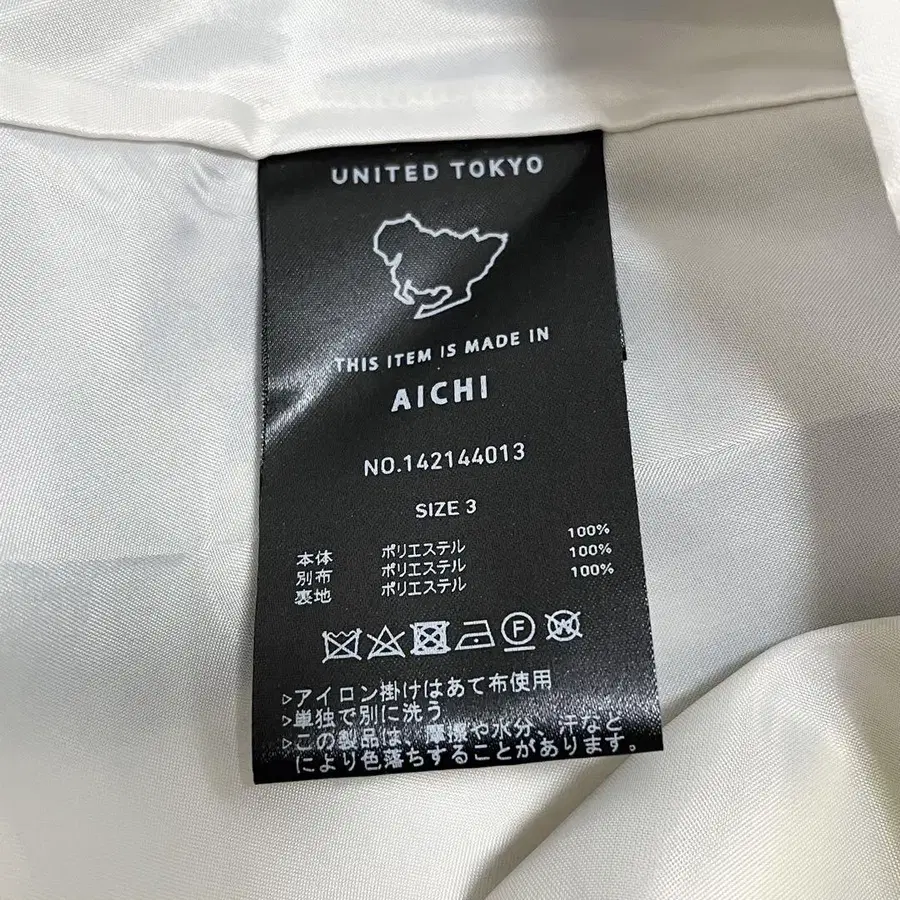 UNITED TOKYO
THIS ITEM IS MADE IN
AICHI
NO.142144013
SIZE 3
本体 ポリエステル 100%
別布 ポリエステル 100%
裏地 ポリエステル 100%
F W
▷アイロン掛けはあて布使用
▷単独で別に洗う
▷この製品は、摩擦や水分、汗など
により色落ちすることがあります。